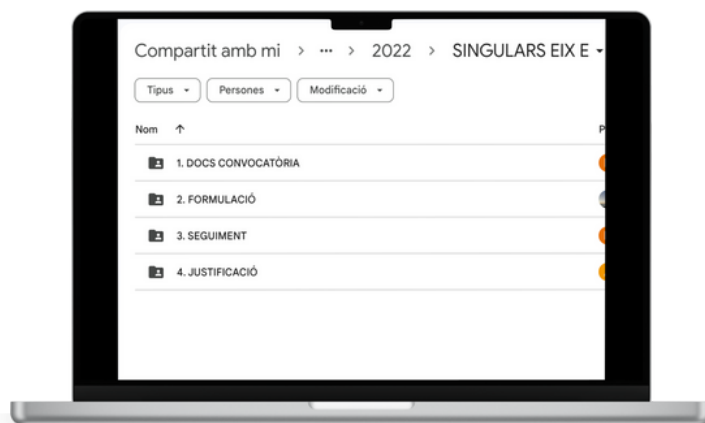 Compartit amb mi > ... > 2022 > SINGULARS EIX E
Tipus Persones Modificació
Nom ↑ P
1. DOCS CONVOCATÒRIA
2. FORMULACIÓ
3. SEGUIMENT
4. JUSTIFICACIÓ